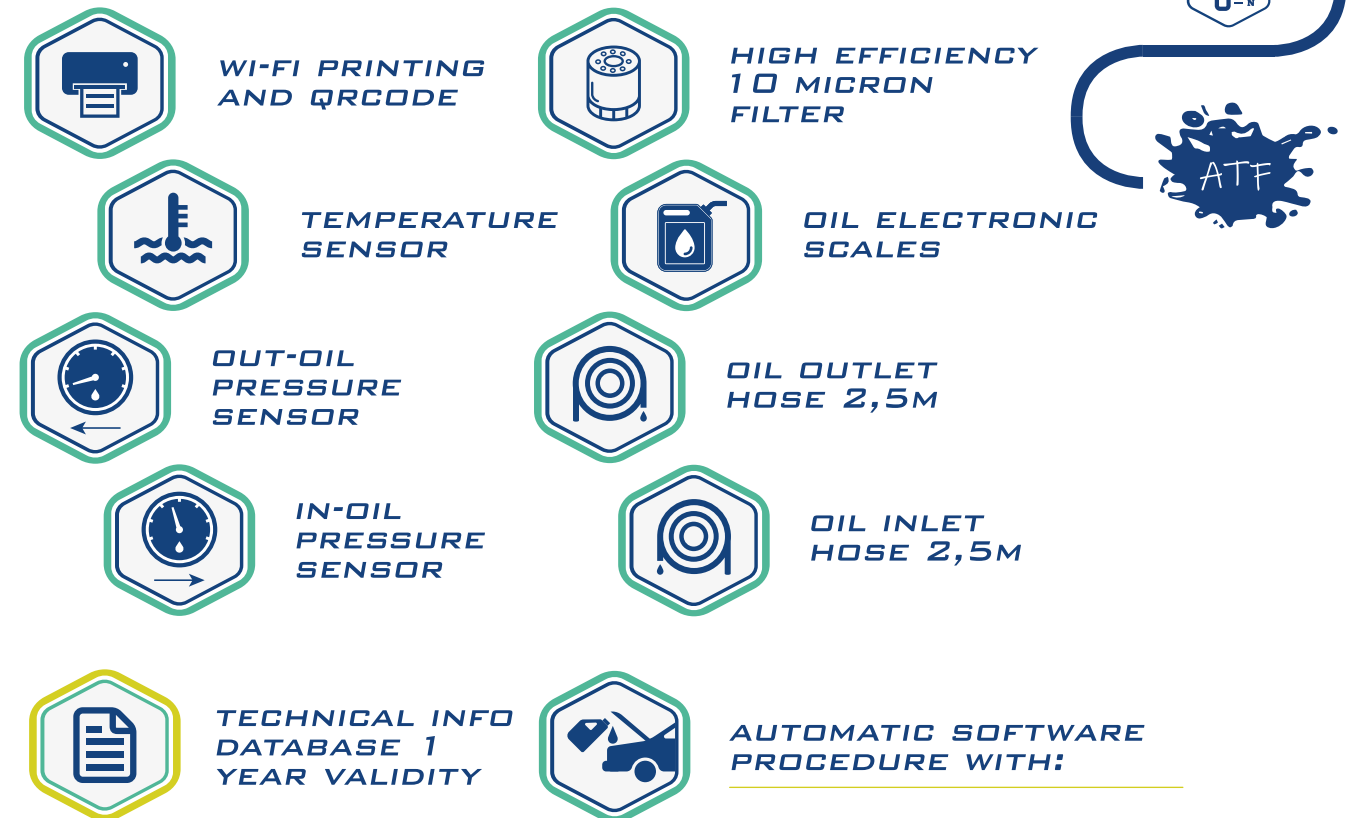 WI-FI PRINTING
AND QRCODE
HIGH EFFICIENCY
10 MICRON
FILTER
ATF
TEMPERATURE
SENSOR
OIL ELECTRONIC
SCALES
OUT-OIL
PRESSURE
SENSOR
OIL OUTLET
HOSE 2,5M
IN-OIL
PRESSURE
SENSOR
OIL INLET
HOSE 2,5M
TECHNICAL INFO
DATABASE 1
YEAR VALIDITY
AUTOMATIC SOFTWARE
PROCEDURE WITH: